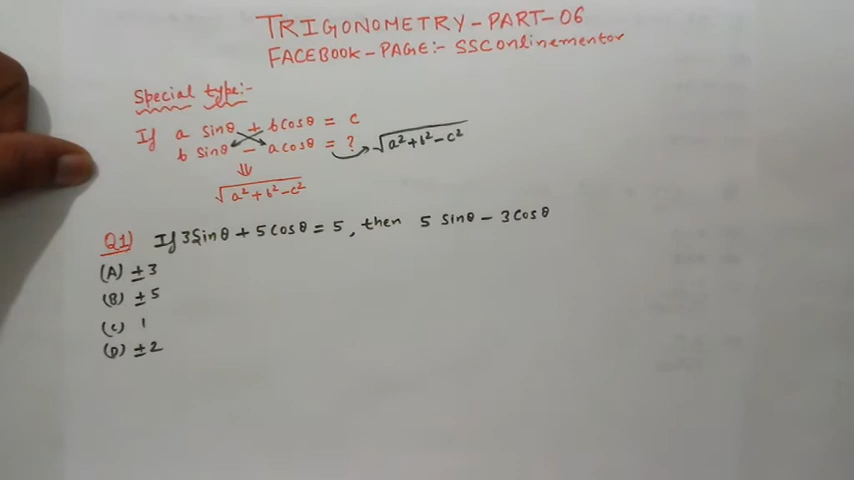 TRIGONOMETRY-PART-06
FACEBOOK-PAGE:- SSConlinementor
Special type:-
If a sinθ + bcosθ = c
b sinθ - acosθ = ? √a²+b²-c²
⇓
√a²+b²-c²
Q1) If 3sinθ + 5cosθ = 5, then 5 sinθ - 3cosθ
(A) ±3
(B) ±5
(C) 1
(D) ±2